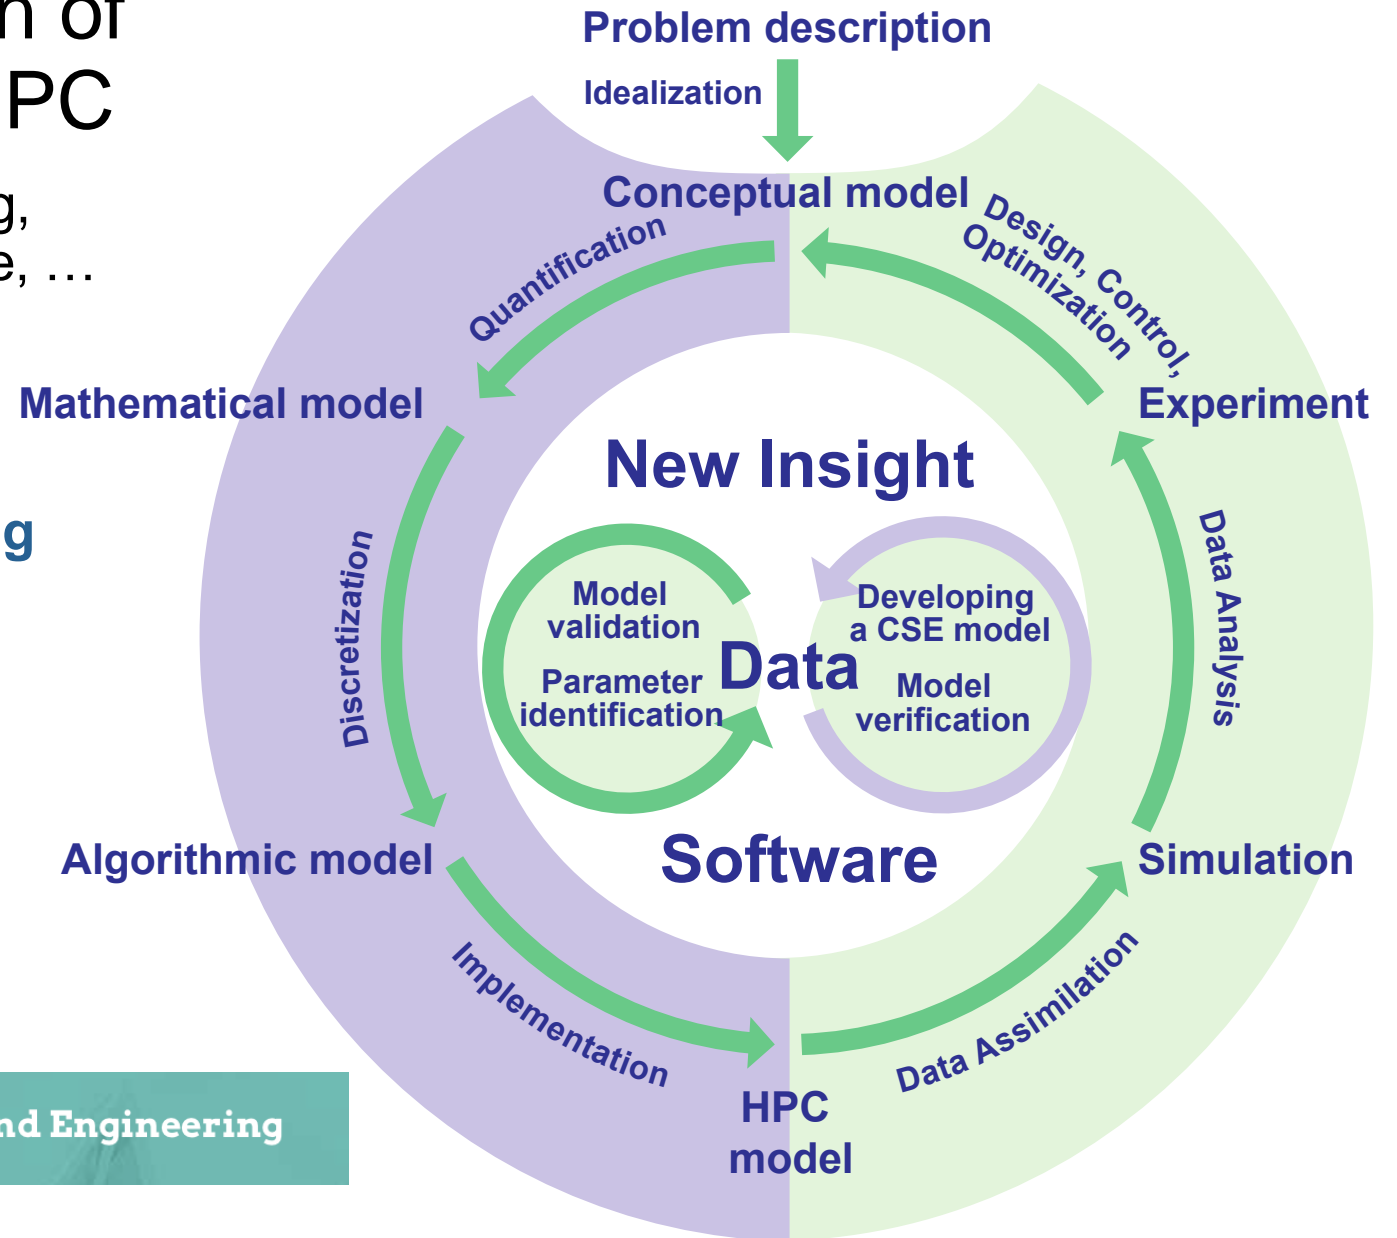 n of
PC
g,
e, …
g
nd Engineering
Problem description
Idealization
Conceptual model
Quantification
Mathematical model
Discretization
Algorithmic model
Implementation
HPC
model
Data Assimilation
Simulation
Data Analysis
Experiment
Design, Control,
Optimization
New Insight
Model
validation
Parameter
identification
Data
Developing
a CSE model
Model
verification
Software